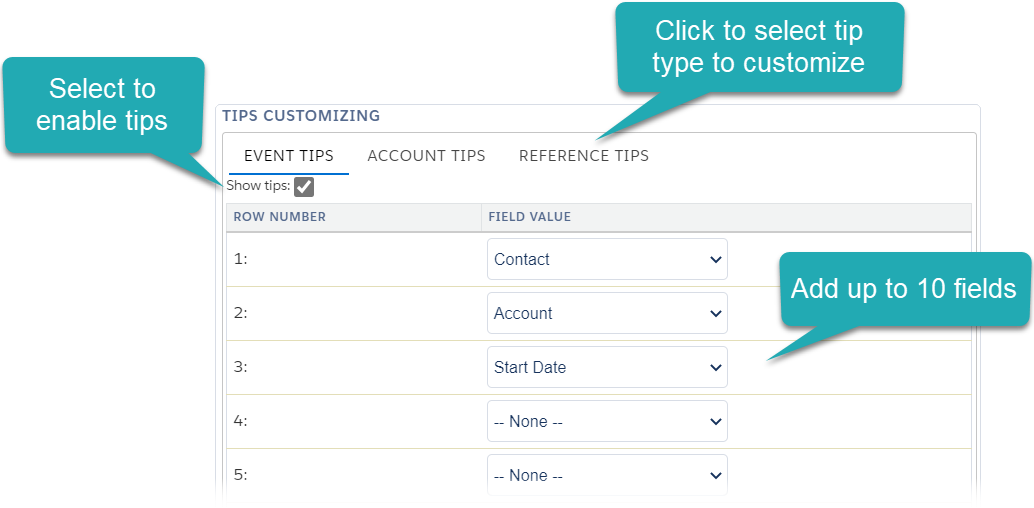 Click to select tip
type to customize
Select to
enable tips
TIPS CUSTOMIZING
EVENT TIPS ACCOUNT TIPS REFERENCE TIPS
Show tips:
ROW NUMBER FIELD VALUE
1: Contact
Add up to 10 fields
2: Account
3: Start Date
4: -- None --
5: -- None --